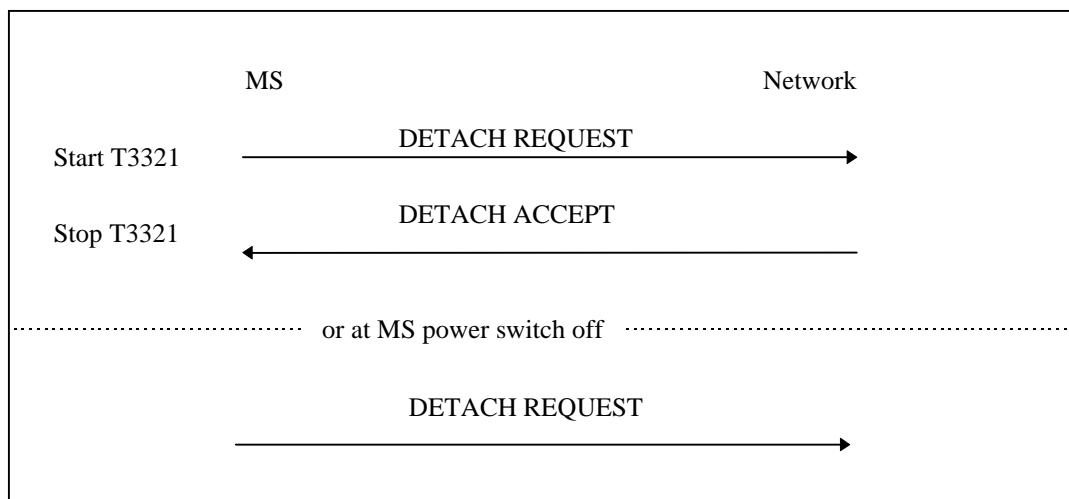 MS Network
Start T3321 DETACH REQUEST
Stop T3321 DETACH ACCEPT
or at MS power switch off
DETACH REQUEST